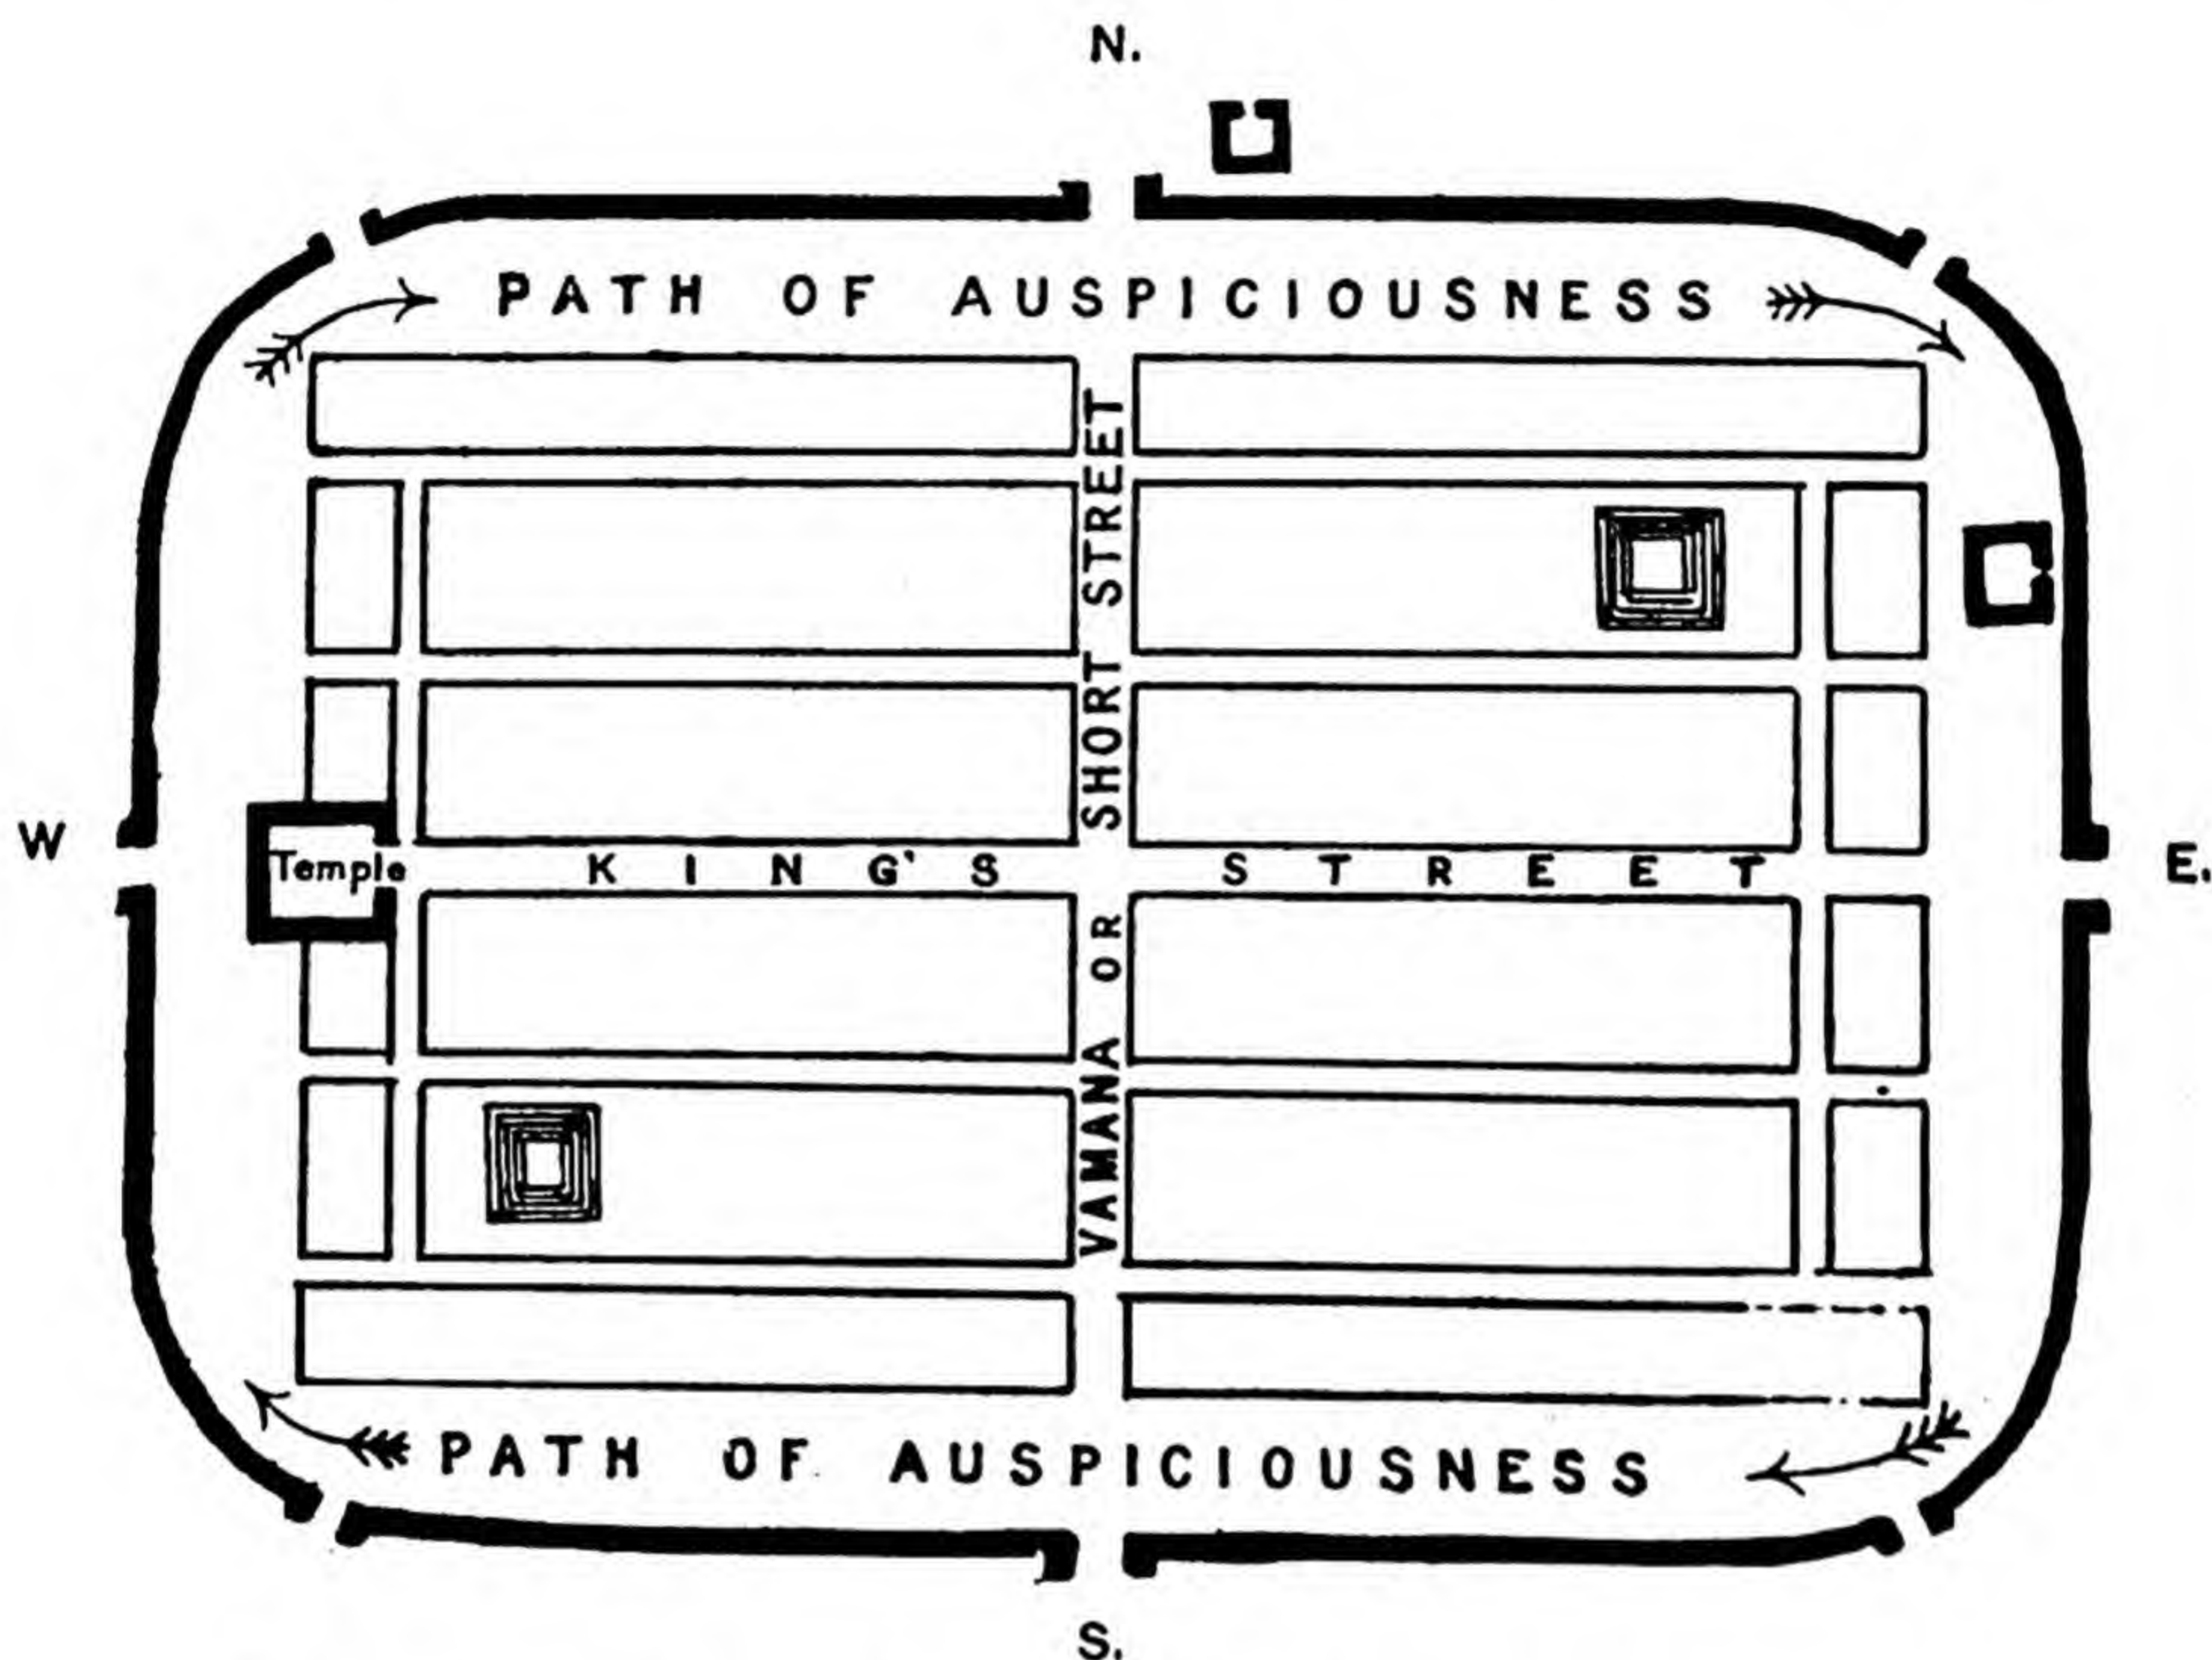 N.
PATH OF AUSPICIOUSNESS
VAMANA OR SHORT STREET
W
Temple
KING'S STREET
E.
PATH OF AUSPICIOUSNESS
S.